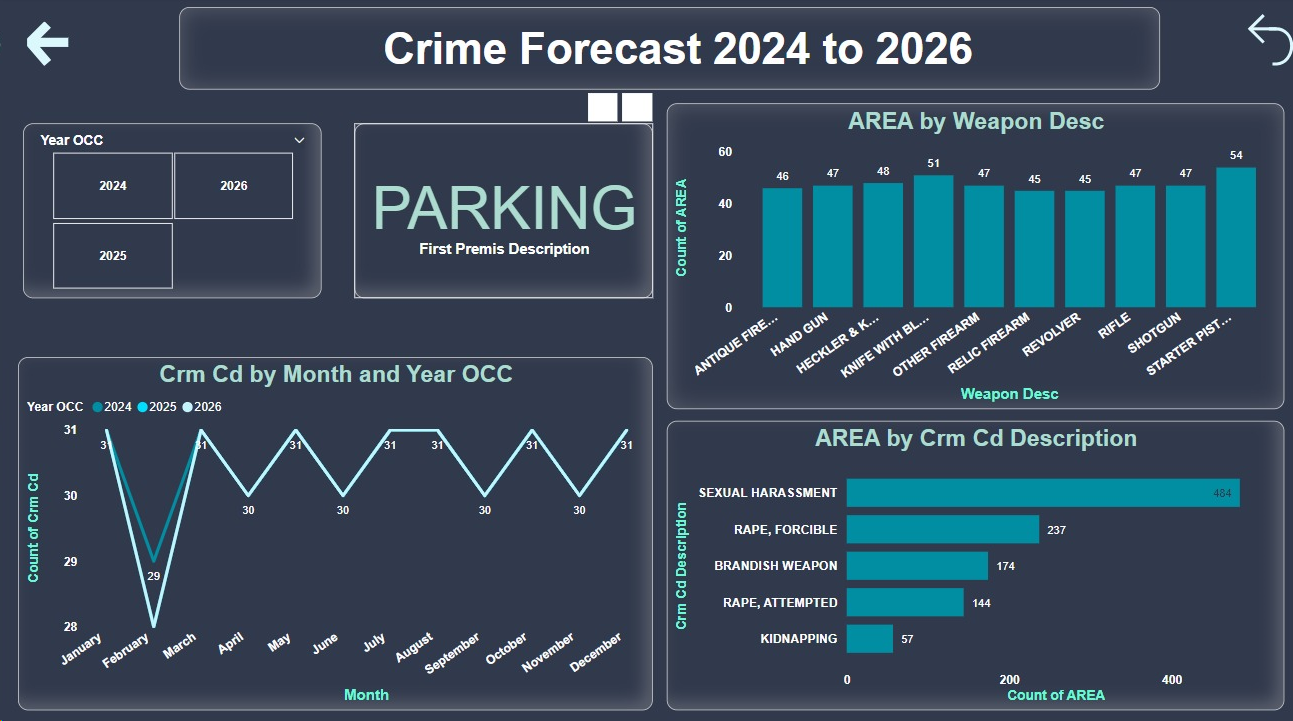 Crime Forecast 2024 to 2026
Year OCC
2024
2026
2025
PARKING
First Premis Description
AREA by Weapon Desc
Count of AREA
60
40
20
0
46
47
48
51
47
45
45
47
47
54
ANTIQUE FIRE...
HAND GUN
HECKLER & K...
KNIFE WITH BL...
OTHER FIREARM
RELIC FIREARM
REVOLVER
RIFLE
SHOTGUN
STARTER PIST...
Weapon Desc
Crm Cd by Month and Year OCC
Year OCC 2024 2025 2026
Count of Crm Cd
31
30
29
28
31
29
31
30
31
30
31
31
30
31
30
31
January
February
March
April
May
June
July
August
September
October
November
December
Month
AREA by Crm Cd Description
Crm Cd Description
SEXUAL HARASSMENT 484
RAPE, FORCIBLE 237
BRANDISH WEAPON 174
RAPE, ATTEMPTED 144
KIDNAPPING 57
0 200 400
Count of AREA